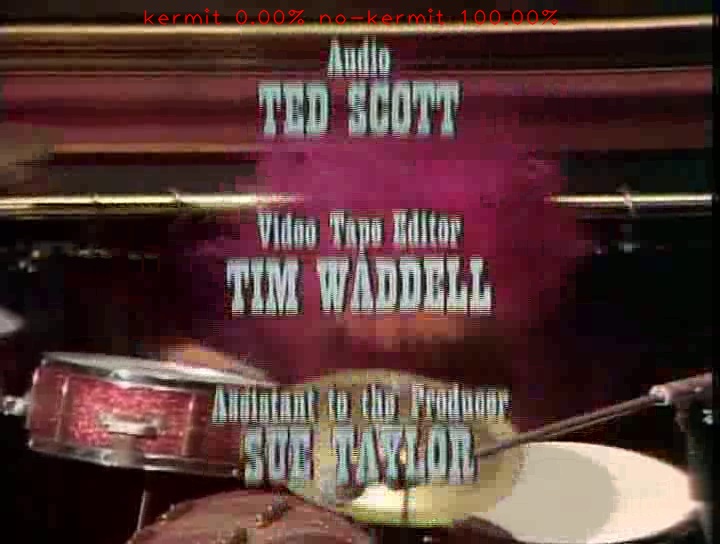 kermit 0.00% no-kermit 100.00%
Audio
TED SCOTT
Video Tape Editor
TIM WADDELL
Assistant to the Producer
SUE TAYLOR